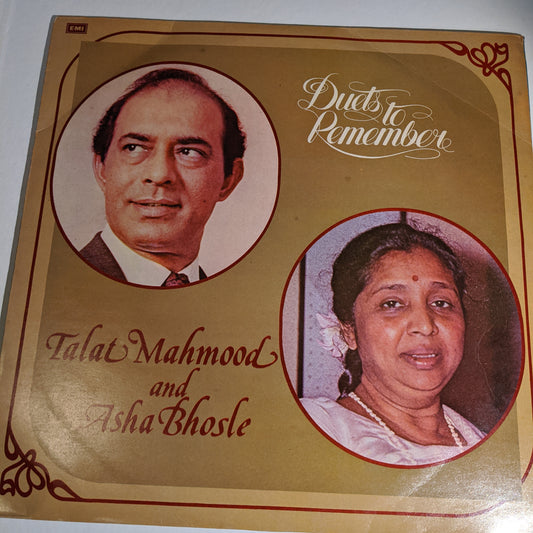 EMI
Duets to
Remember
Talat Mahmood
and
Asha Bhosle